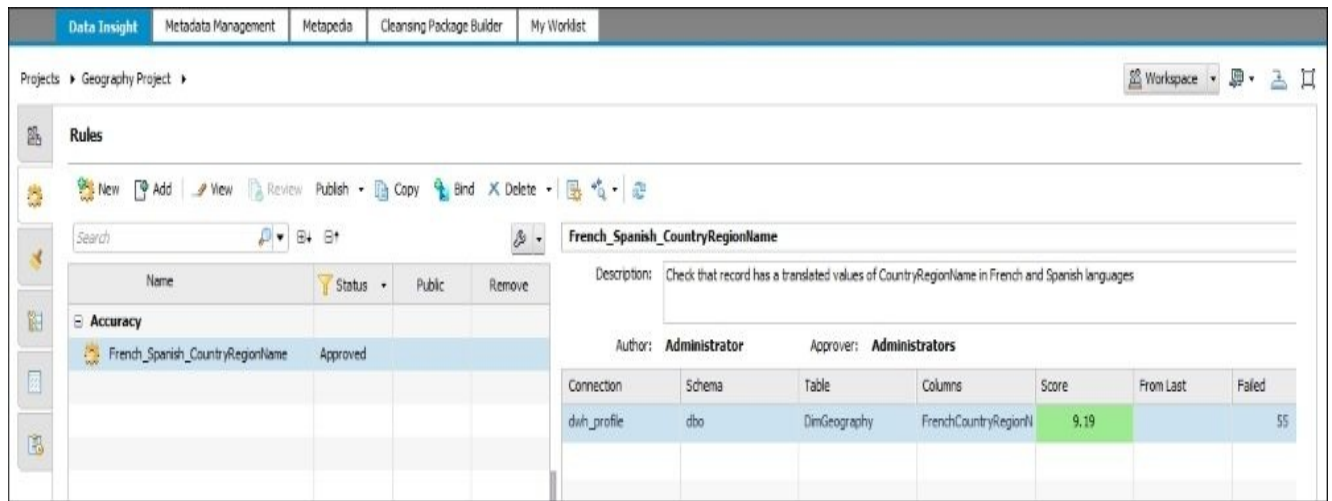 Data Insight Metadata Management Metapedia Cleansing Package Builder My Worklist
Projects Geography Project Workspace
Rules
New Add View Review Publish Copy Bind Delete
Search
French_Spanish_CountryRegionName
Description: Check that record has a translated values of CountryRegionName in French and Spanish languages
Author: Administrator Approver: Administrators
Name Status Public Remove
Accuracy
French_Spanish_CountryRegionName Approved
Connection Schema Table Columns Score From Last Failed
dwh_profile dbo DimGeography FrenchCountryRegionN 9.19 55